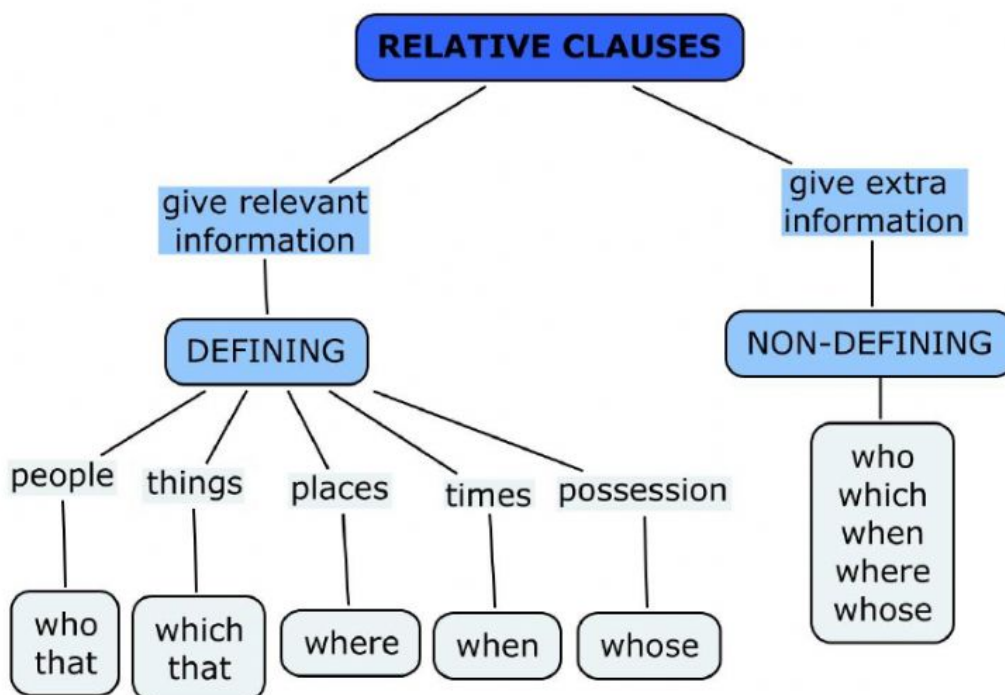 RELATIVE CLAUSES
give relevant
information
give extra
information
DEFINING
NON-DEFINING
people
things
places
times
possession
who
that
which
that
where
when
whose
who
which
when
where
whose